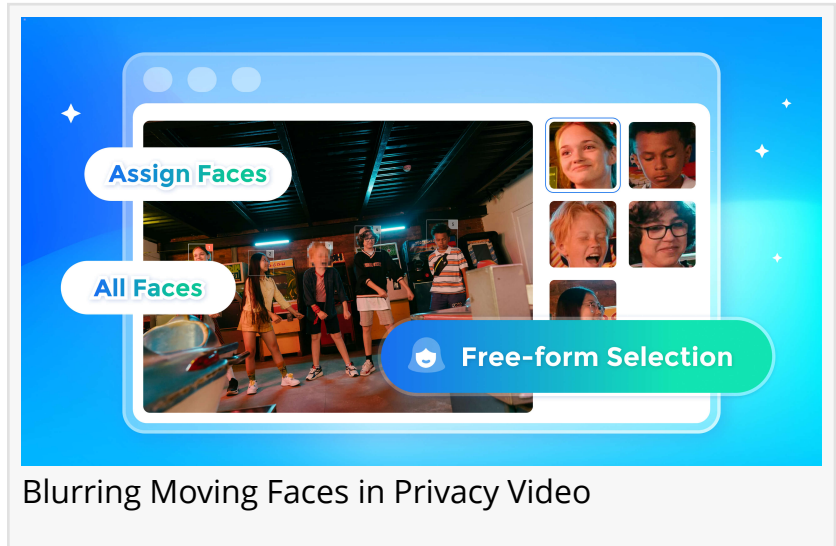 Assign Faces
All Faces
Free-form Selection
Blurring Moving Faces in Privacy Video